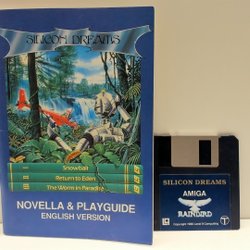 SILICON DREAMS
Snowball
Return to Eden
The Worm in Paradise
NOVELLA & PLAYGUIDE
ENGLISH VERSION
SILICON DREAMS
AMIGA
RAINBIRD